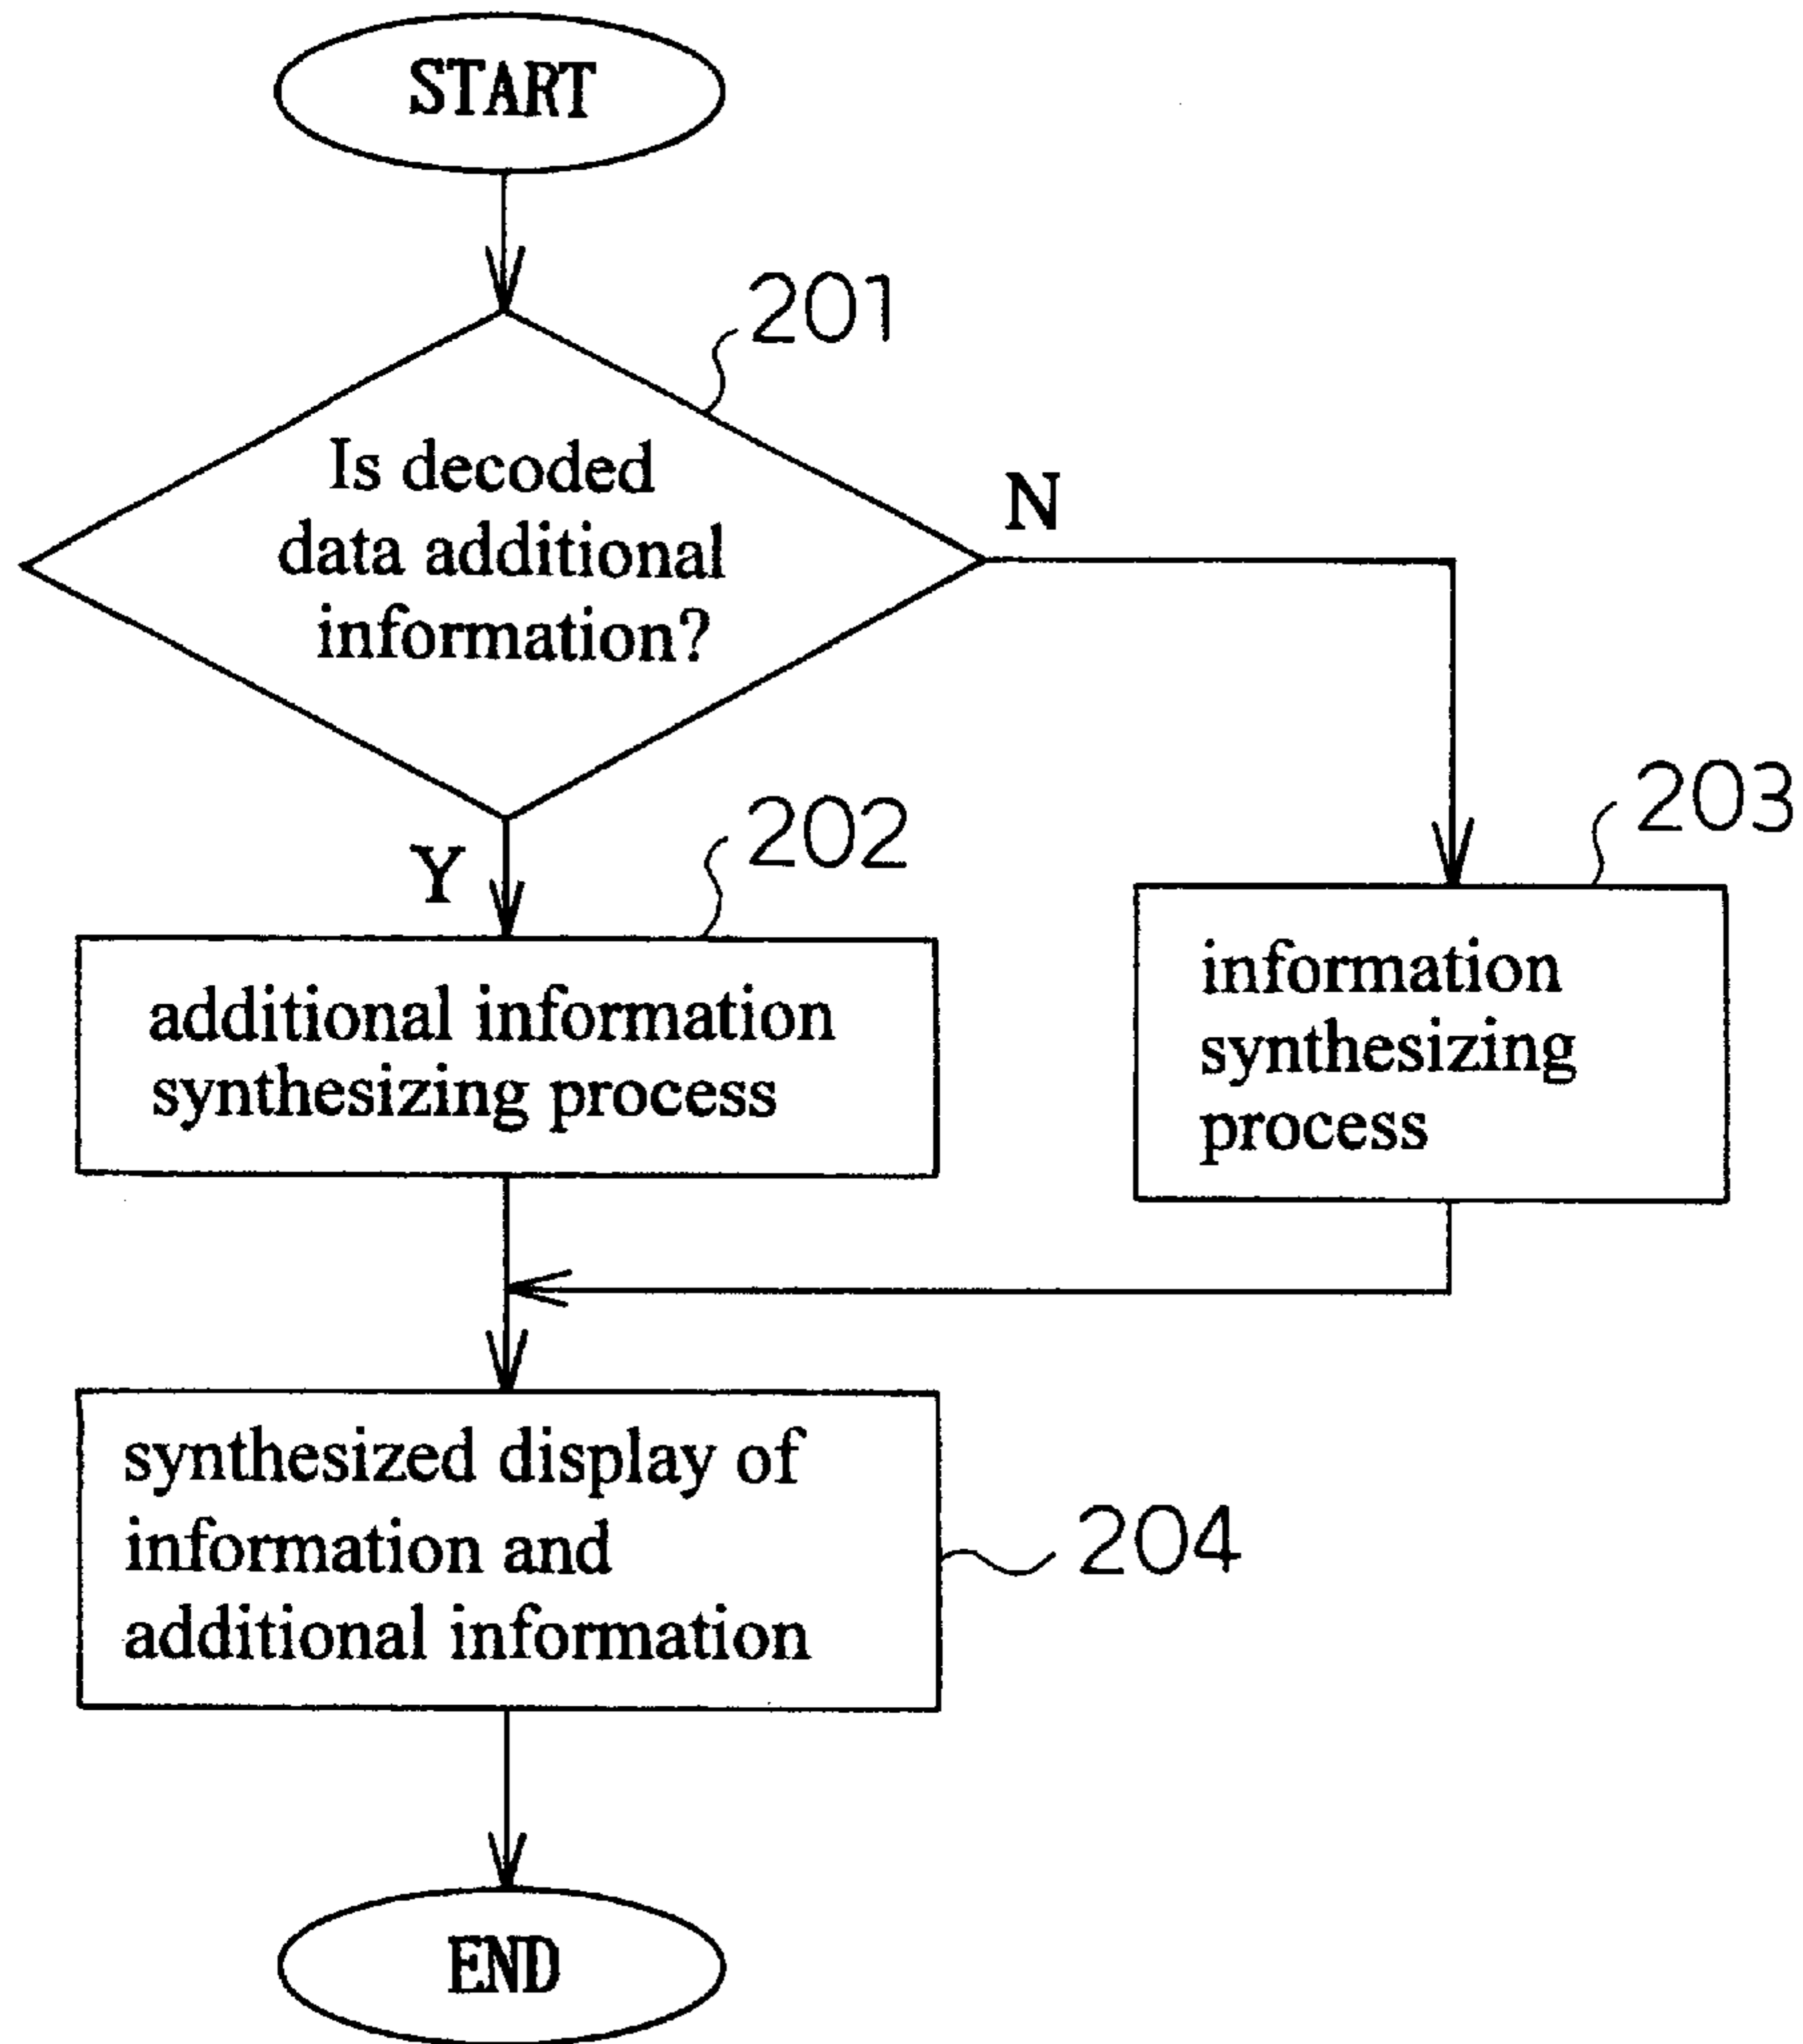 START
201
Is decoded
data additional
information?
N
Y
202
203
additional information
synthesizing process
information
synthesizing
process
synthesized display of
information and
additional information
204
END